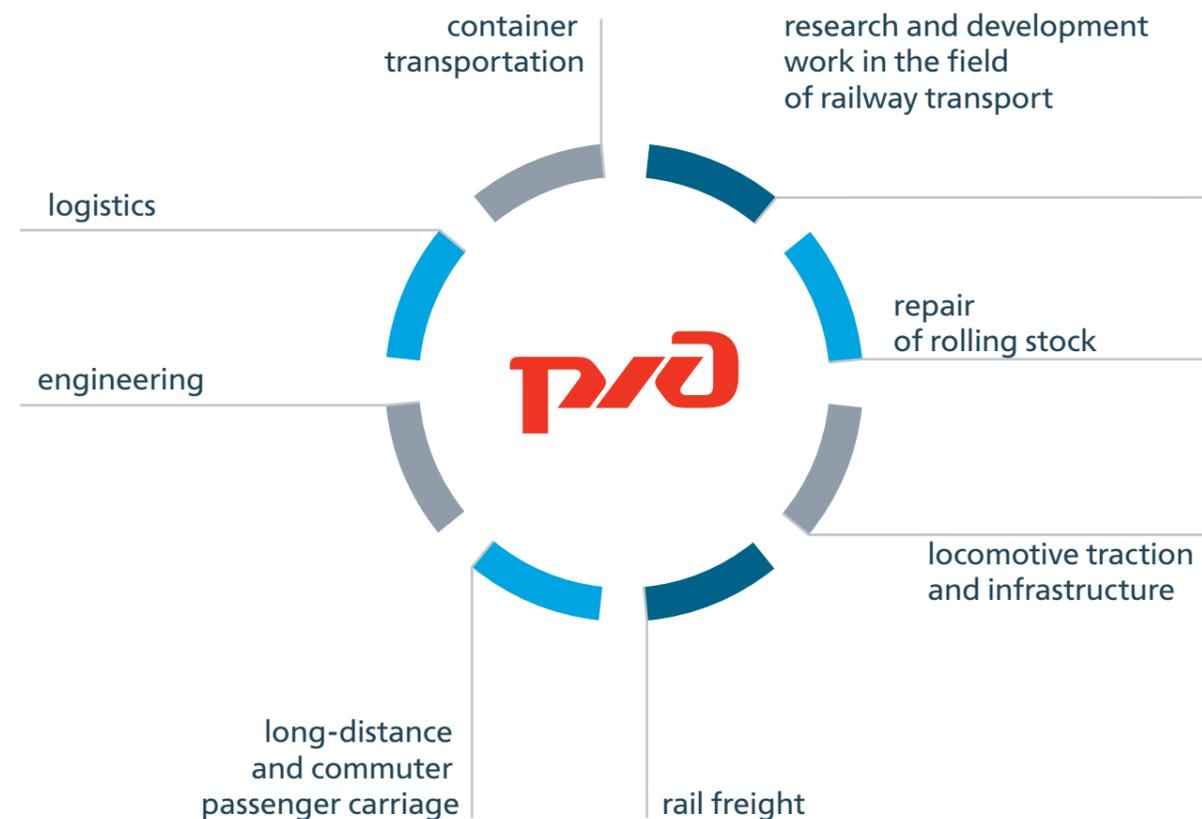 container
transportation
research and development
work in the field
of railway transport
logistics
repair
of rolling stock
engineering
pжд
locomotive traction
and infrastructure
long-distance
and commuter
passenger carriage
rail freight